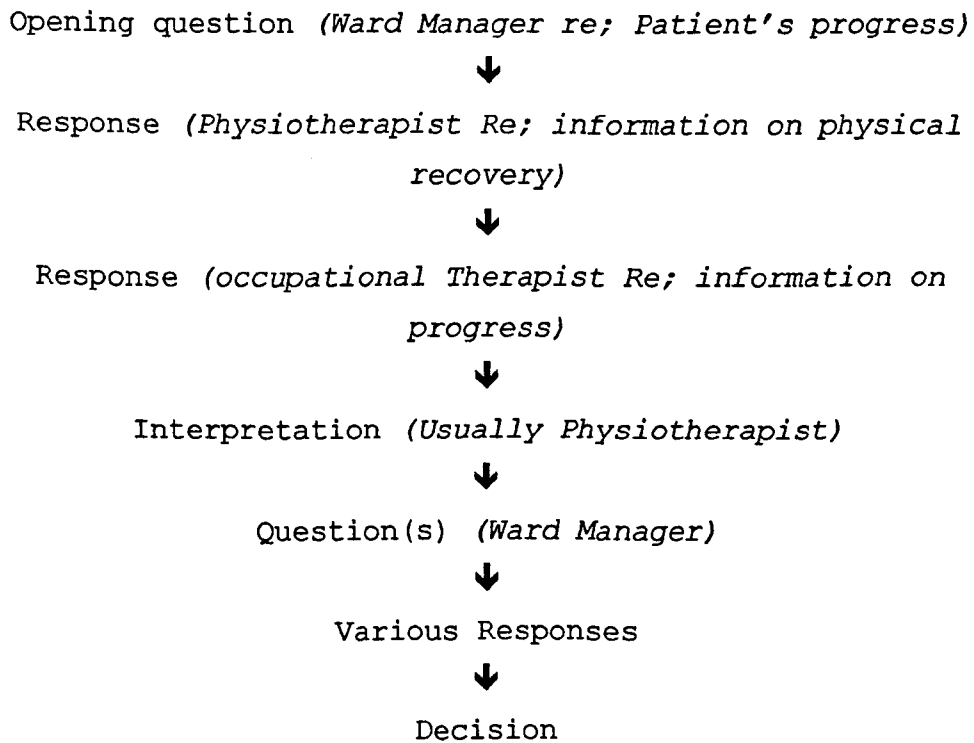 Opening question (Ward Manager re; Patient's progress)
↓
Response (Physiotherapist Re; information on physical
recovery)
↓
Response (occupational Therapist Re; information on
progress)
↓
Interpretation (Usually Physiotherapist)
↓
Question(s) (Ward Manager)
↓
Various Responses
↓
Decision